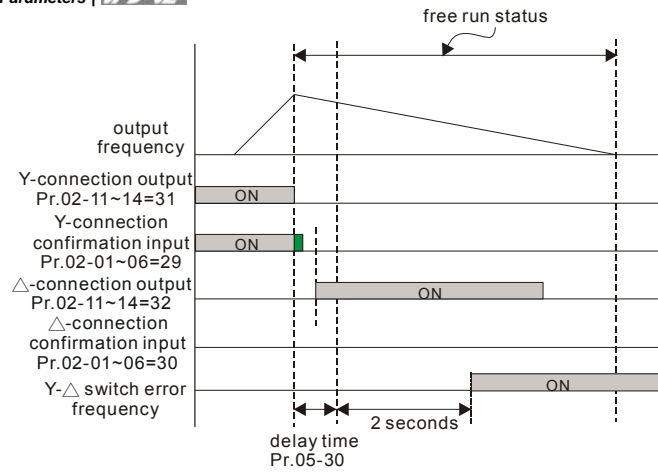 Parameters |
free run status
output
frequency
Y-connection output
Pr.02-11~14=31
ON
Y-connection
confirmation input
Pr.02-01~06=29
ON
△-connection output
Pr.02-11~14=32
ON
△-connection
confirmation input
Pr.02-01~06=30
Y-△ switch error
frequency
ON
2 seconds
delay time
Pr.05-30